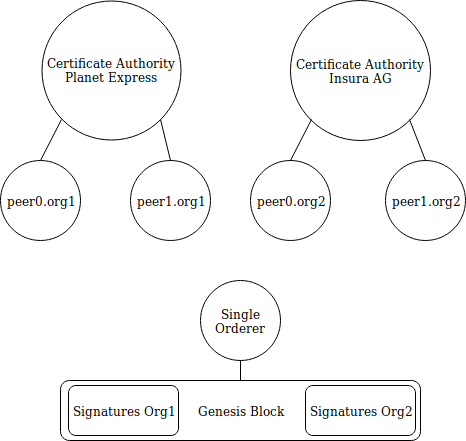 Certificate Authority
Planet Express
Certificate Authority
Insura AG
peer0.org1
peer1.org1
peer0.org2
peer1.org2
Single
Orderer
Signatures Org1
Genesis Block
Signatures Org2